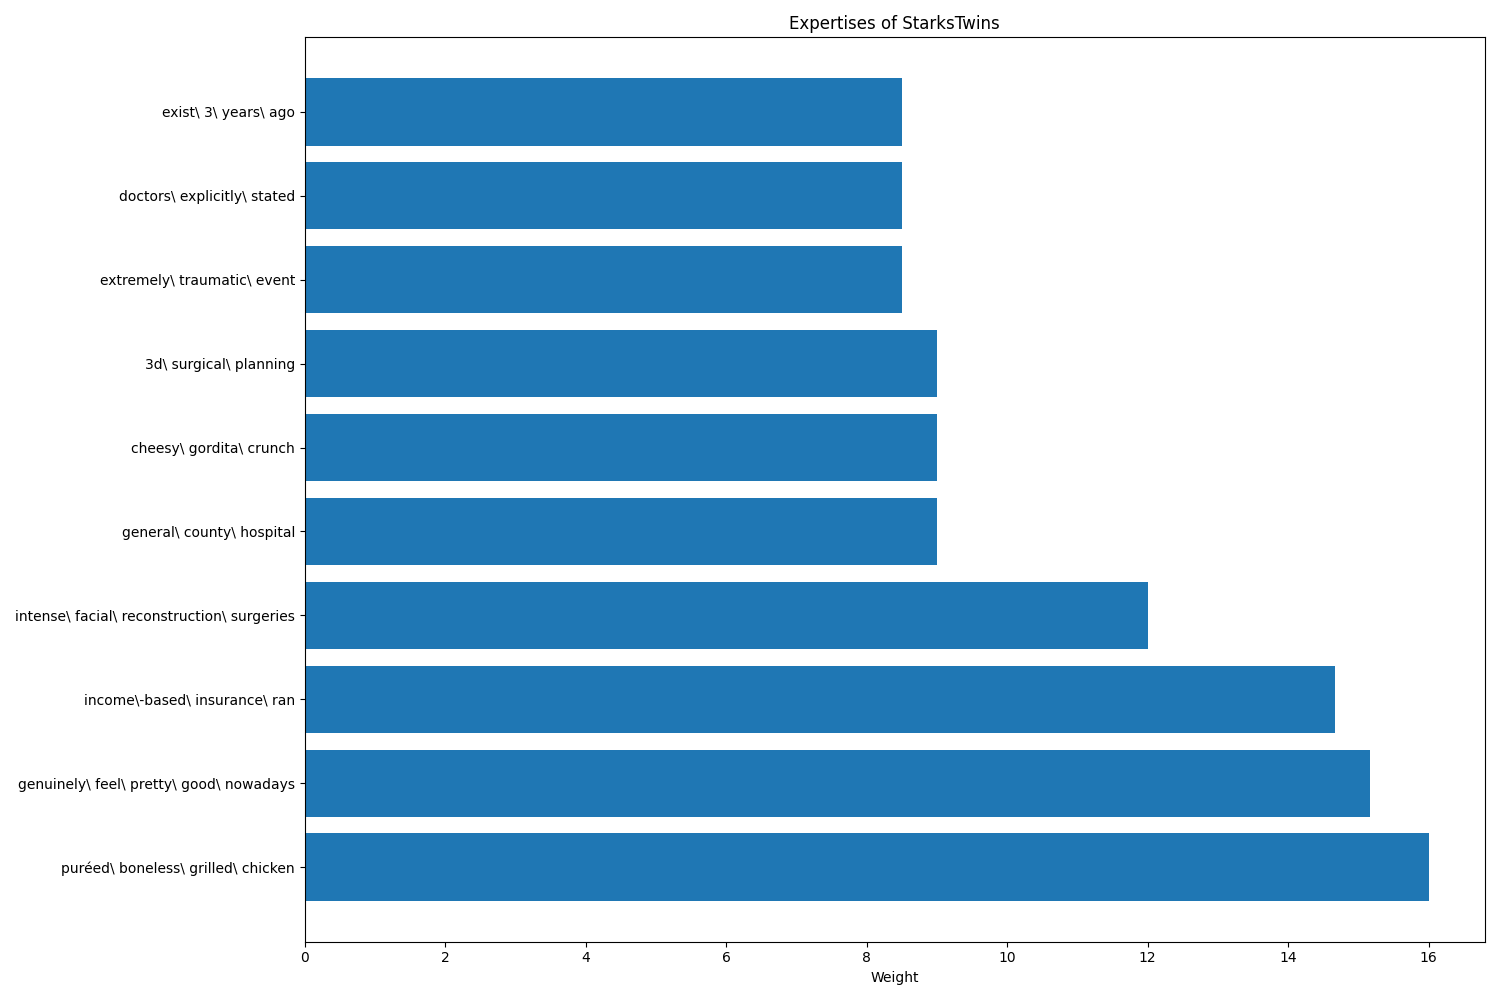 Expertises of StarksTwins
exist\ 3\ years\ ago
doctors\ explicitly\ stated
extremely\ traumatic\ event
3d\ surgical\ planning
cheesy\ gordita\ crunch
general\ county\ hospital
intense\ facial\ reconstruction\ surgeries
income\-based\ insurance\ ran
genuinely\ feel\ pretty\ good\ nowadays
puréed\ boneless\ grilled\ chicken
0 2 4 6 8 10 12 14 16
Weight